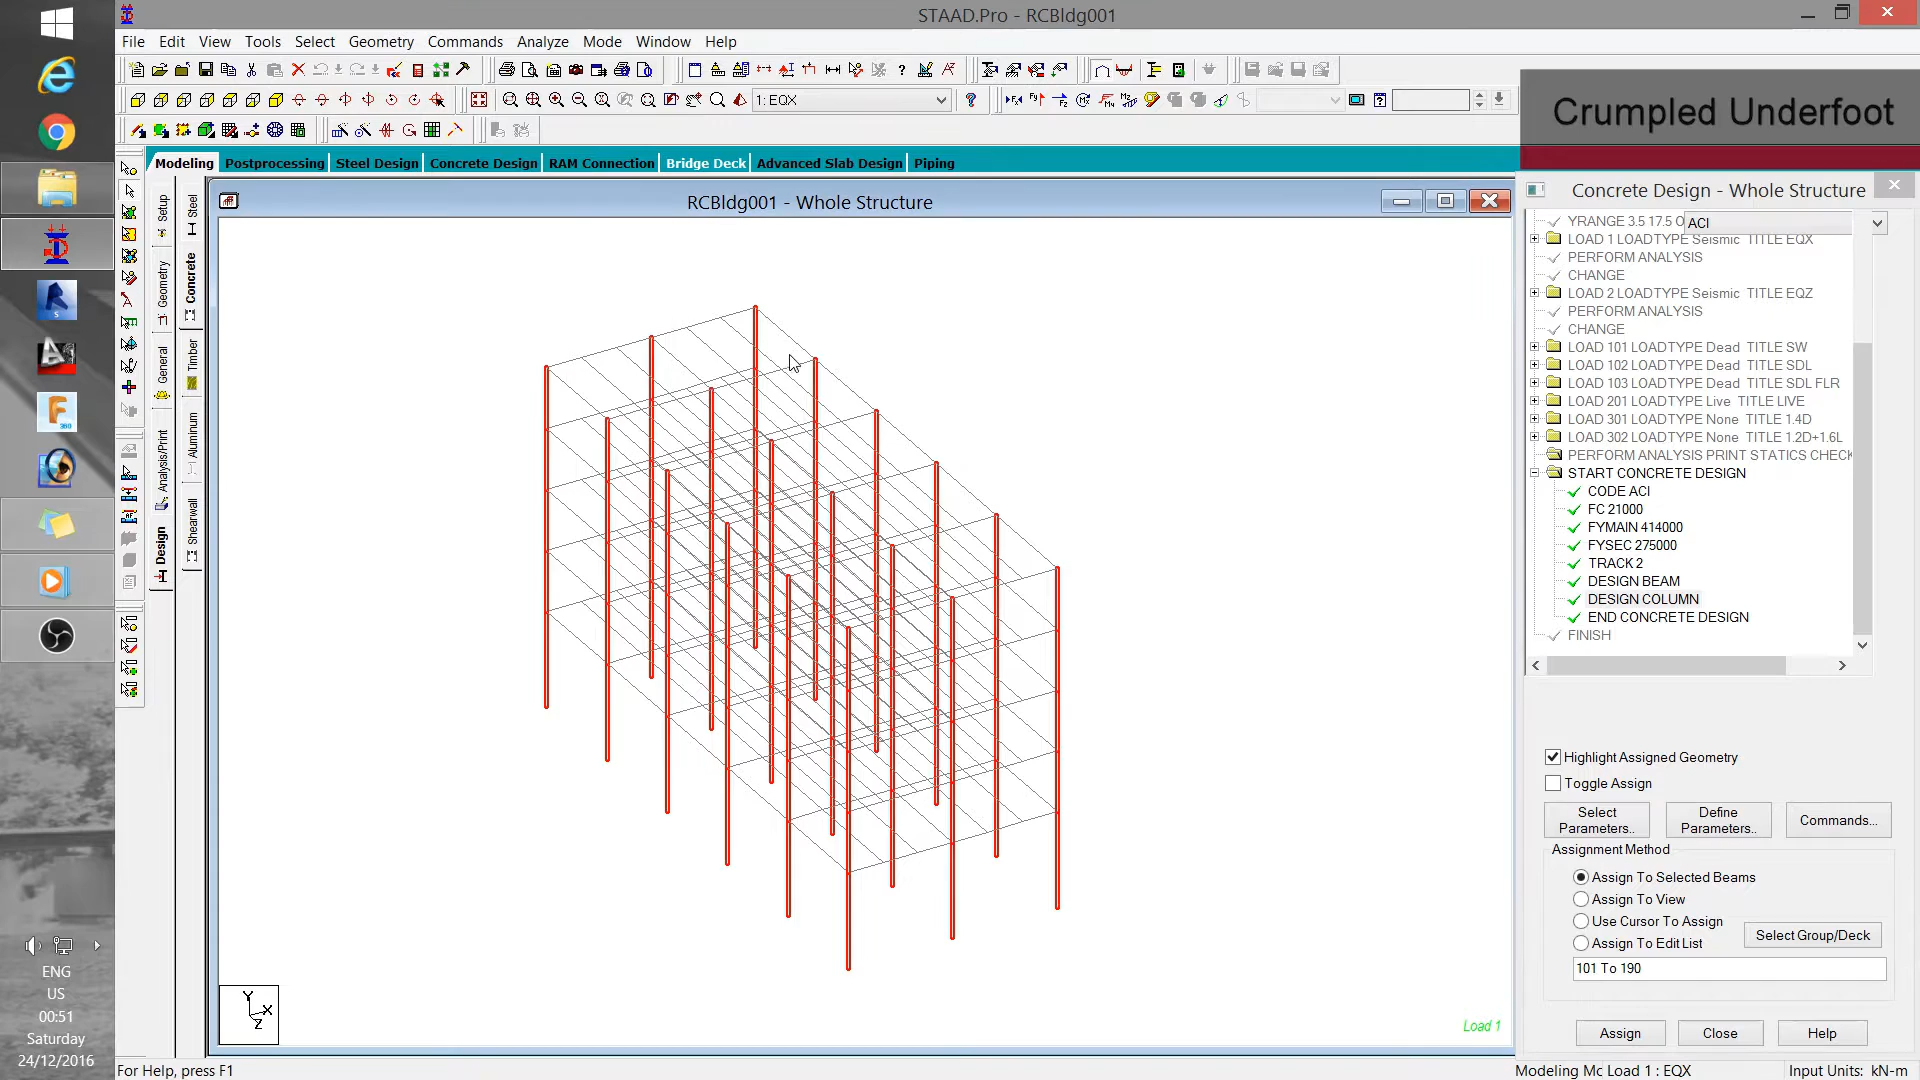 STAAD.Pro - RCBldg001
File Edit View Tools Select Geometry Commands Analyze Mode Window Help
1: EQX
Crumpled Underfoot
Modeling Postprocessing Steel Design Concrete Design RAM Connection Bridge Deck Advanced Slab Design Piping
Setup
Geometry
General
Analysis/Print
Design
Steel
Concrete
Timber
Aluminum
Shearwall
RCBldg001 - Whole Structure
Y
X
Z
Load 1
Concrete Design - Whole Structure
YRANGE 3.5 17.5 O
ACI
LOAD 1 LOADTYPE Seismic TITLE EQX
PERFORM ANALYSIS
CHANGE
LOAD 2 LOADTYPE Seismic TITLE EQZ
PERFORM ANALYSIS
CHANGE
LOAD 101 LOADTYPE Dead TITLE SW
LOAD 102 LOADTYPE Dead TITLE SDL
LOAD 103 LOADTYPE Dead TITLE SDL FLR
LOAD 201 LOADTYPE Live TITLE LIVE
LOAD 301 LOADTYPE None TITLE 1.4D
LOAD 302 LOADTYPE None TITLE 1.2D+1.6L
PERFORM ANALYSIS PRINT STATICS CHECK
START CONCRETE DESIGN
CODE ACI
FC 21000
FYMAIN 414000
FYSEC 275000
TRACK 2
DESIGN BEAM
DESIGN COLUMN
END CONCRETE DESIGN
FINISH
Highlight Assigned Geometry
Toggle Assign
Select Parameters..
Define Parameters..
Commands...
Assignment Method
Assign To Selected Beams
Assign To View
Use Cursor To Assign
Assign To Edit List
Select Group/Deck
101 To 190
Assign Close Help
ENG
US
00:51
Saturday
24/12/2016
For Help, press F1
Modeling Mc Load 1 : EQX
Input Units: kN-m